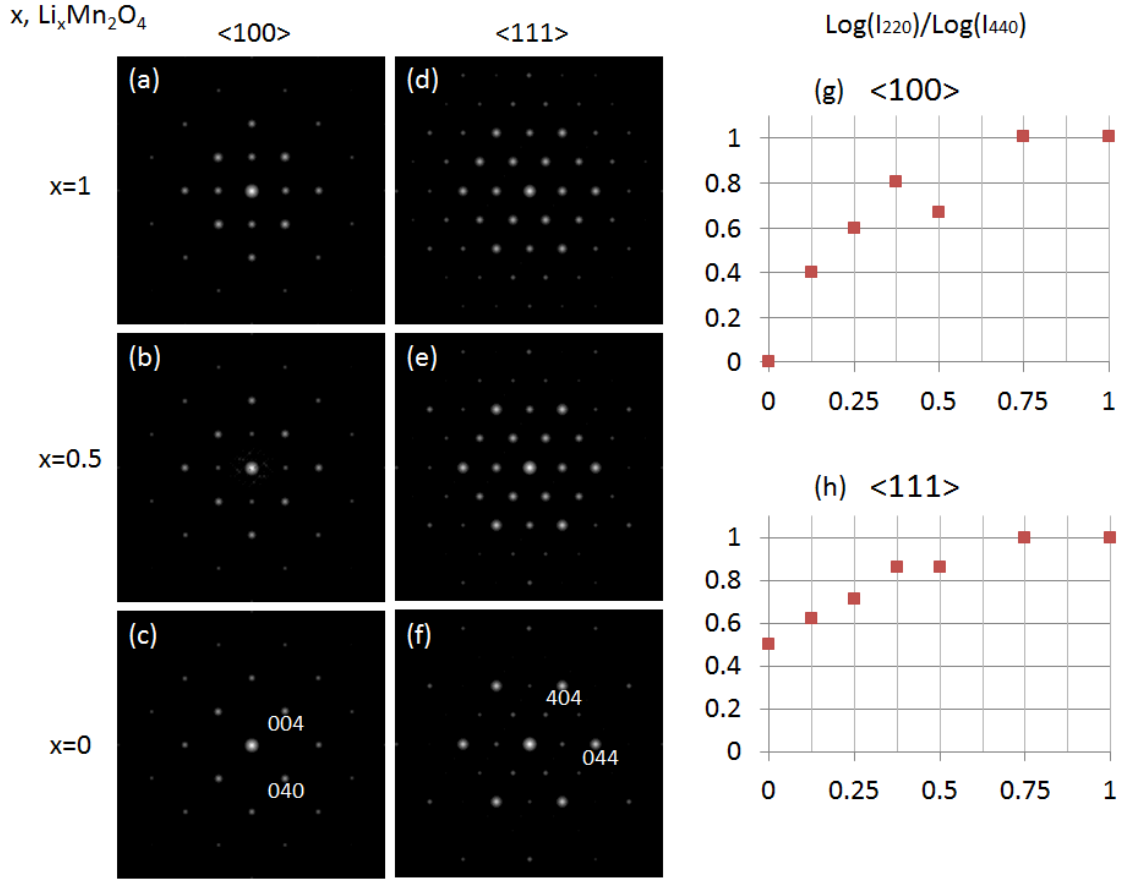 x, LiₓMn₂O₄
<100>
<111>
Log(I₂₂₀)/Log(I₄₄₀)
x=1
x=0.5
x=0
(a)
(d)
(b)
(e)
(c)
004
040
(f)
404
044
(g) <100>
1
0.8
0.6
0.4
0.2
0
0 0.25 0.5 0.75 1
(h) <111>
1
0.8
0.6
0.4
0.2
0
0 0.25 0.5 0.75 1